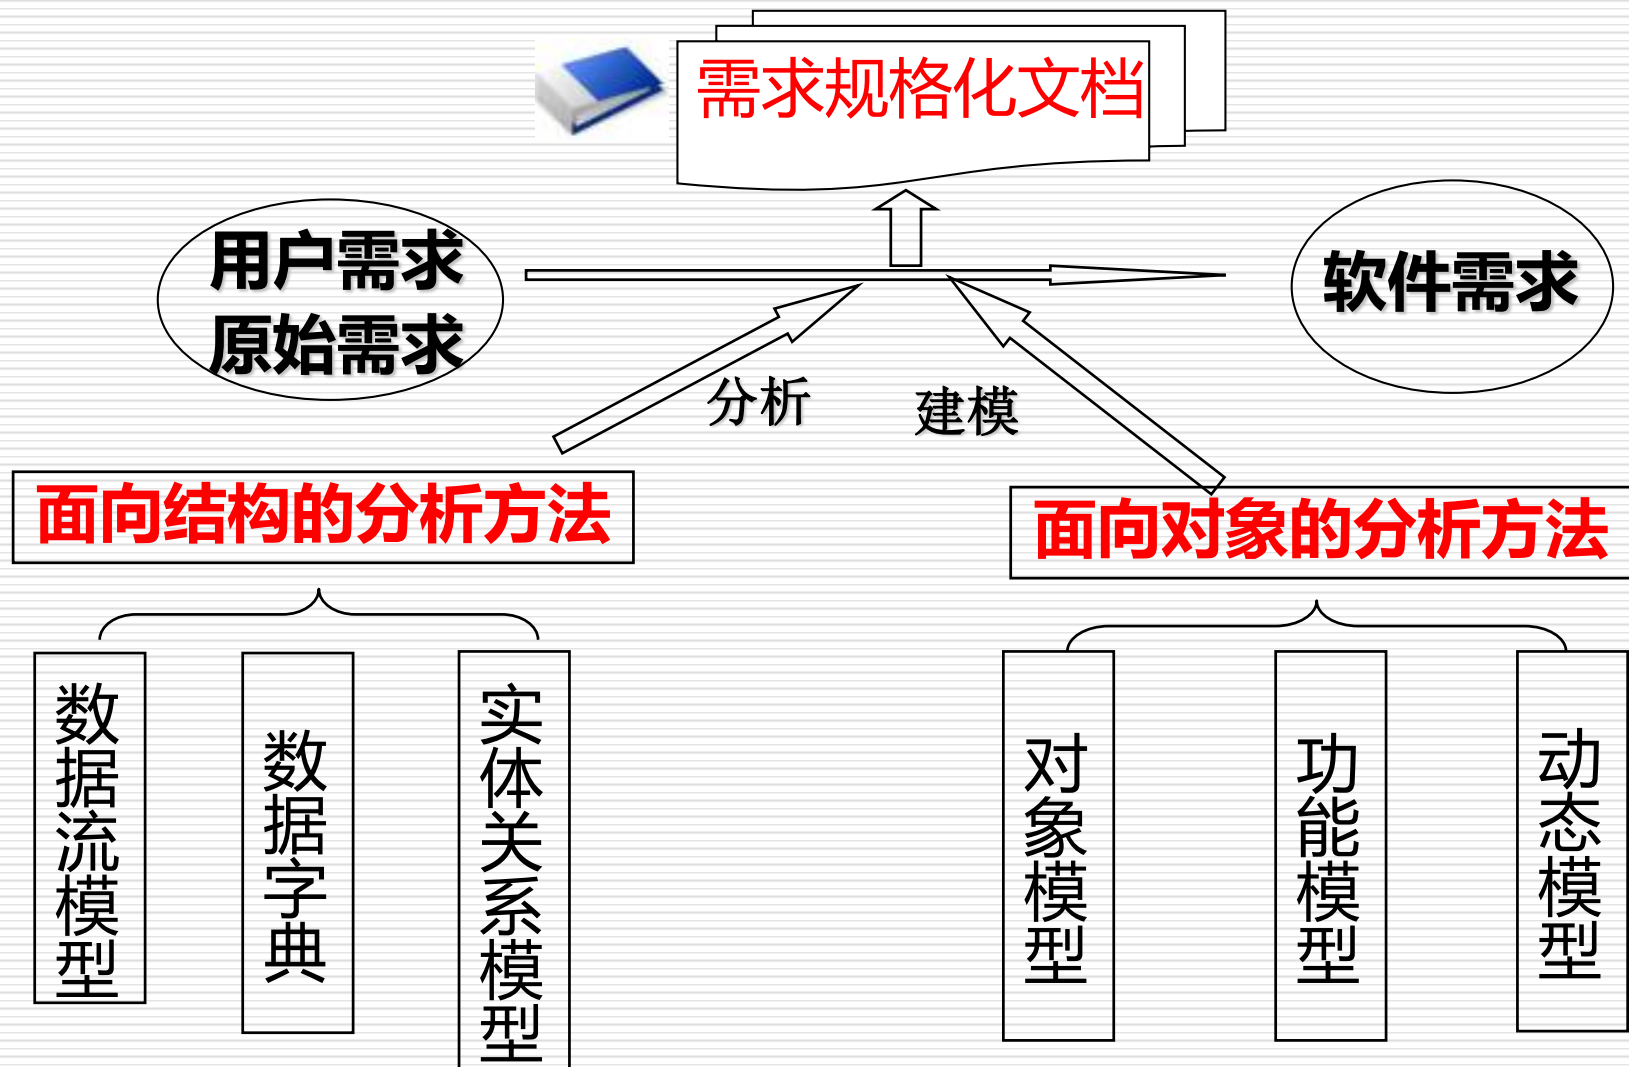 需求规格化文档
用户需求
原始需求
软件需求
分析
建模
面向结构的分析方法
面向对象的分析方法
数据流模型
数据字典
实体关系模型
对象模型
功能模型
动态模型